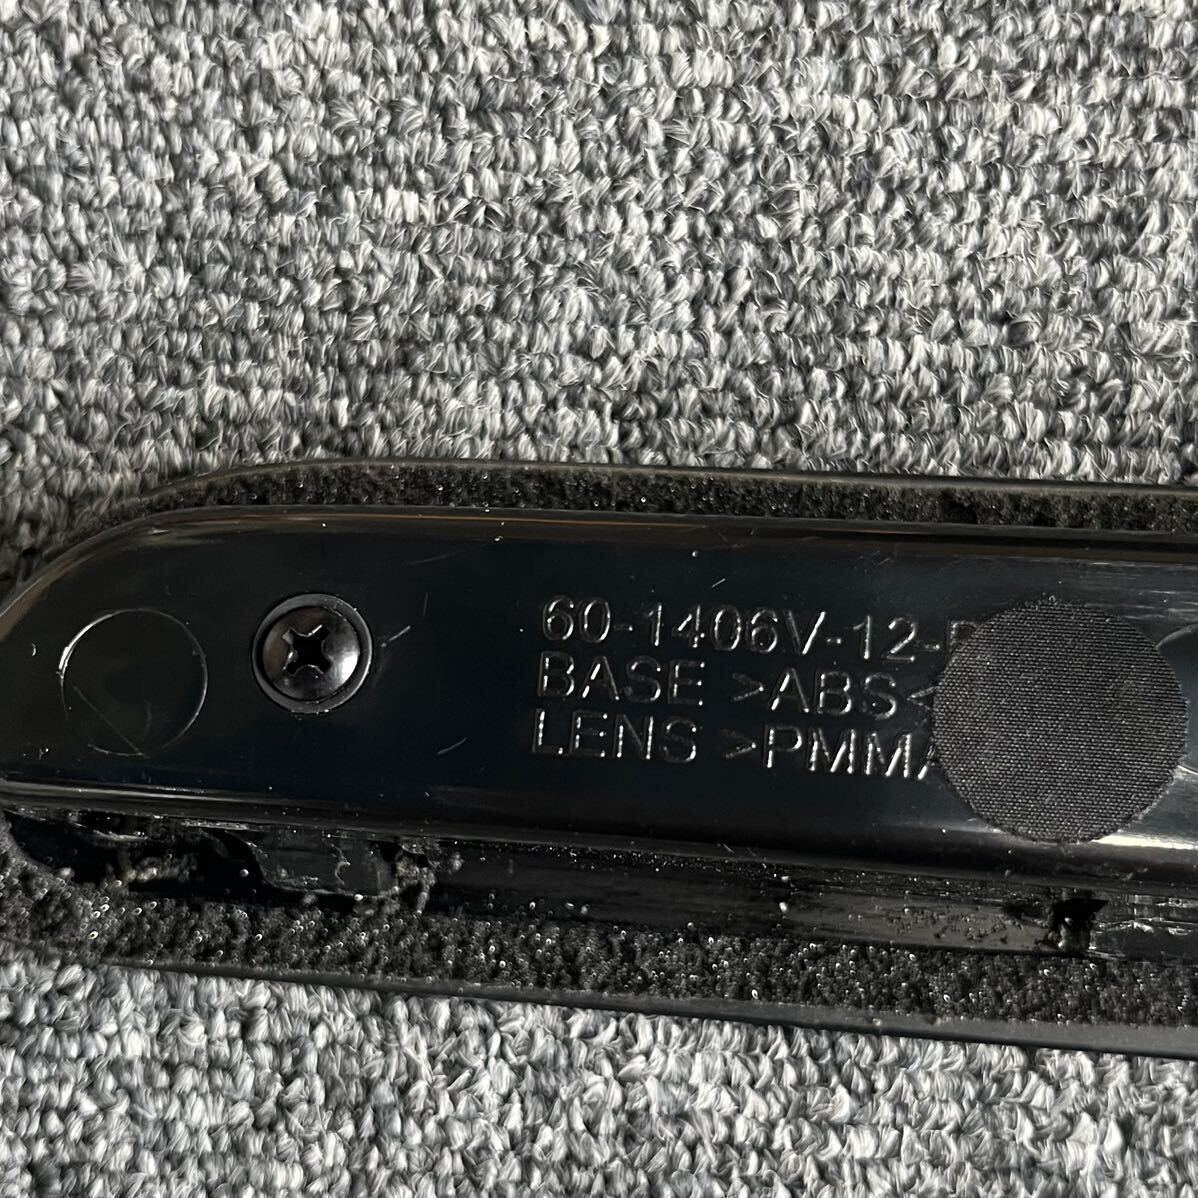 60-1406V-12-
BASE >ABS<
LENS >PMMA